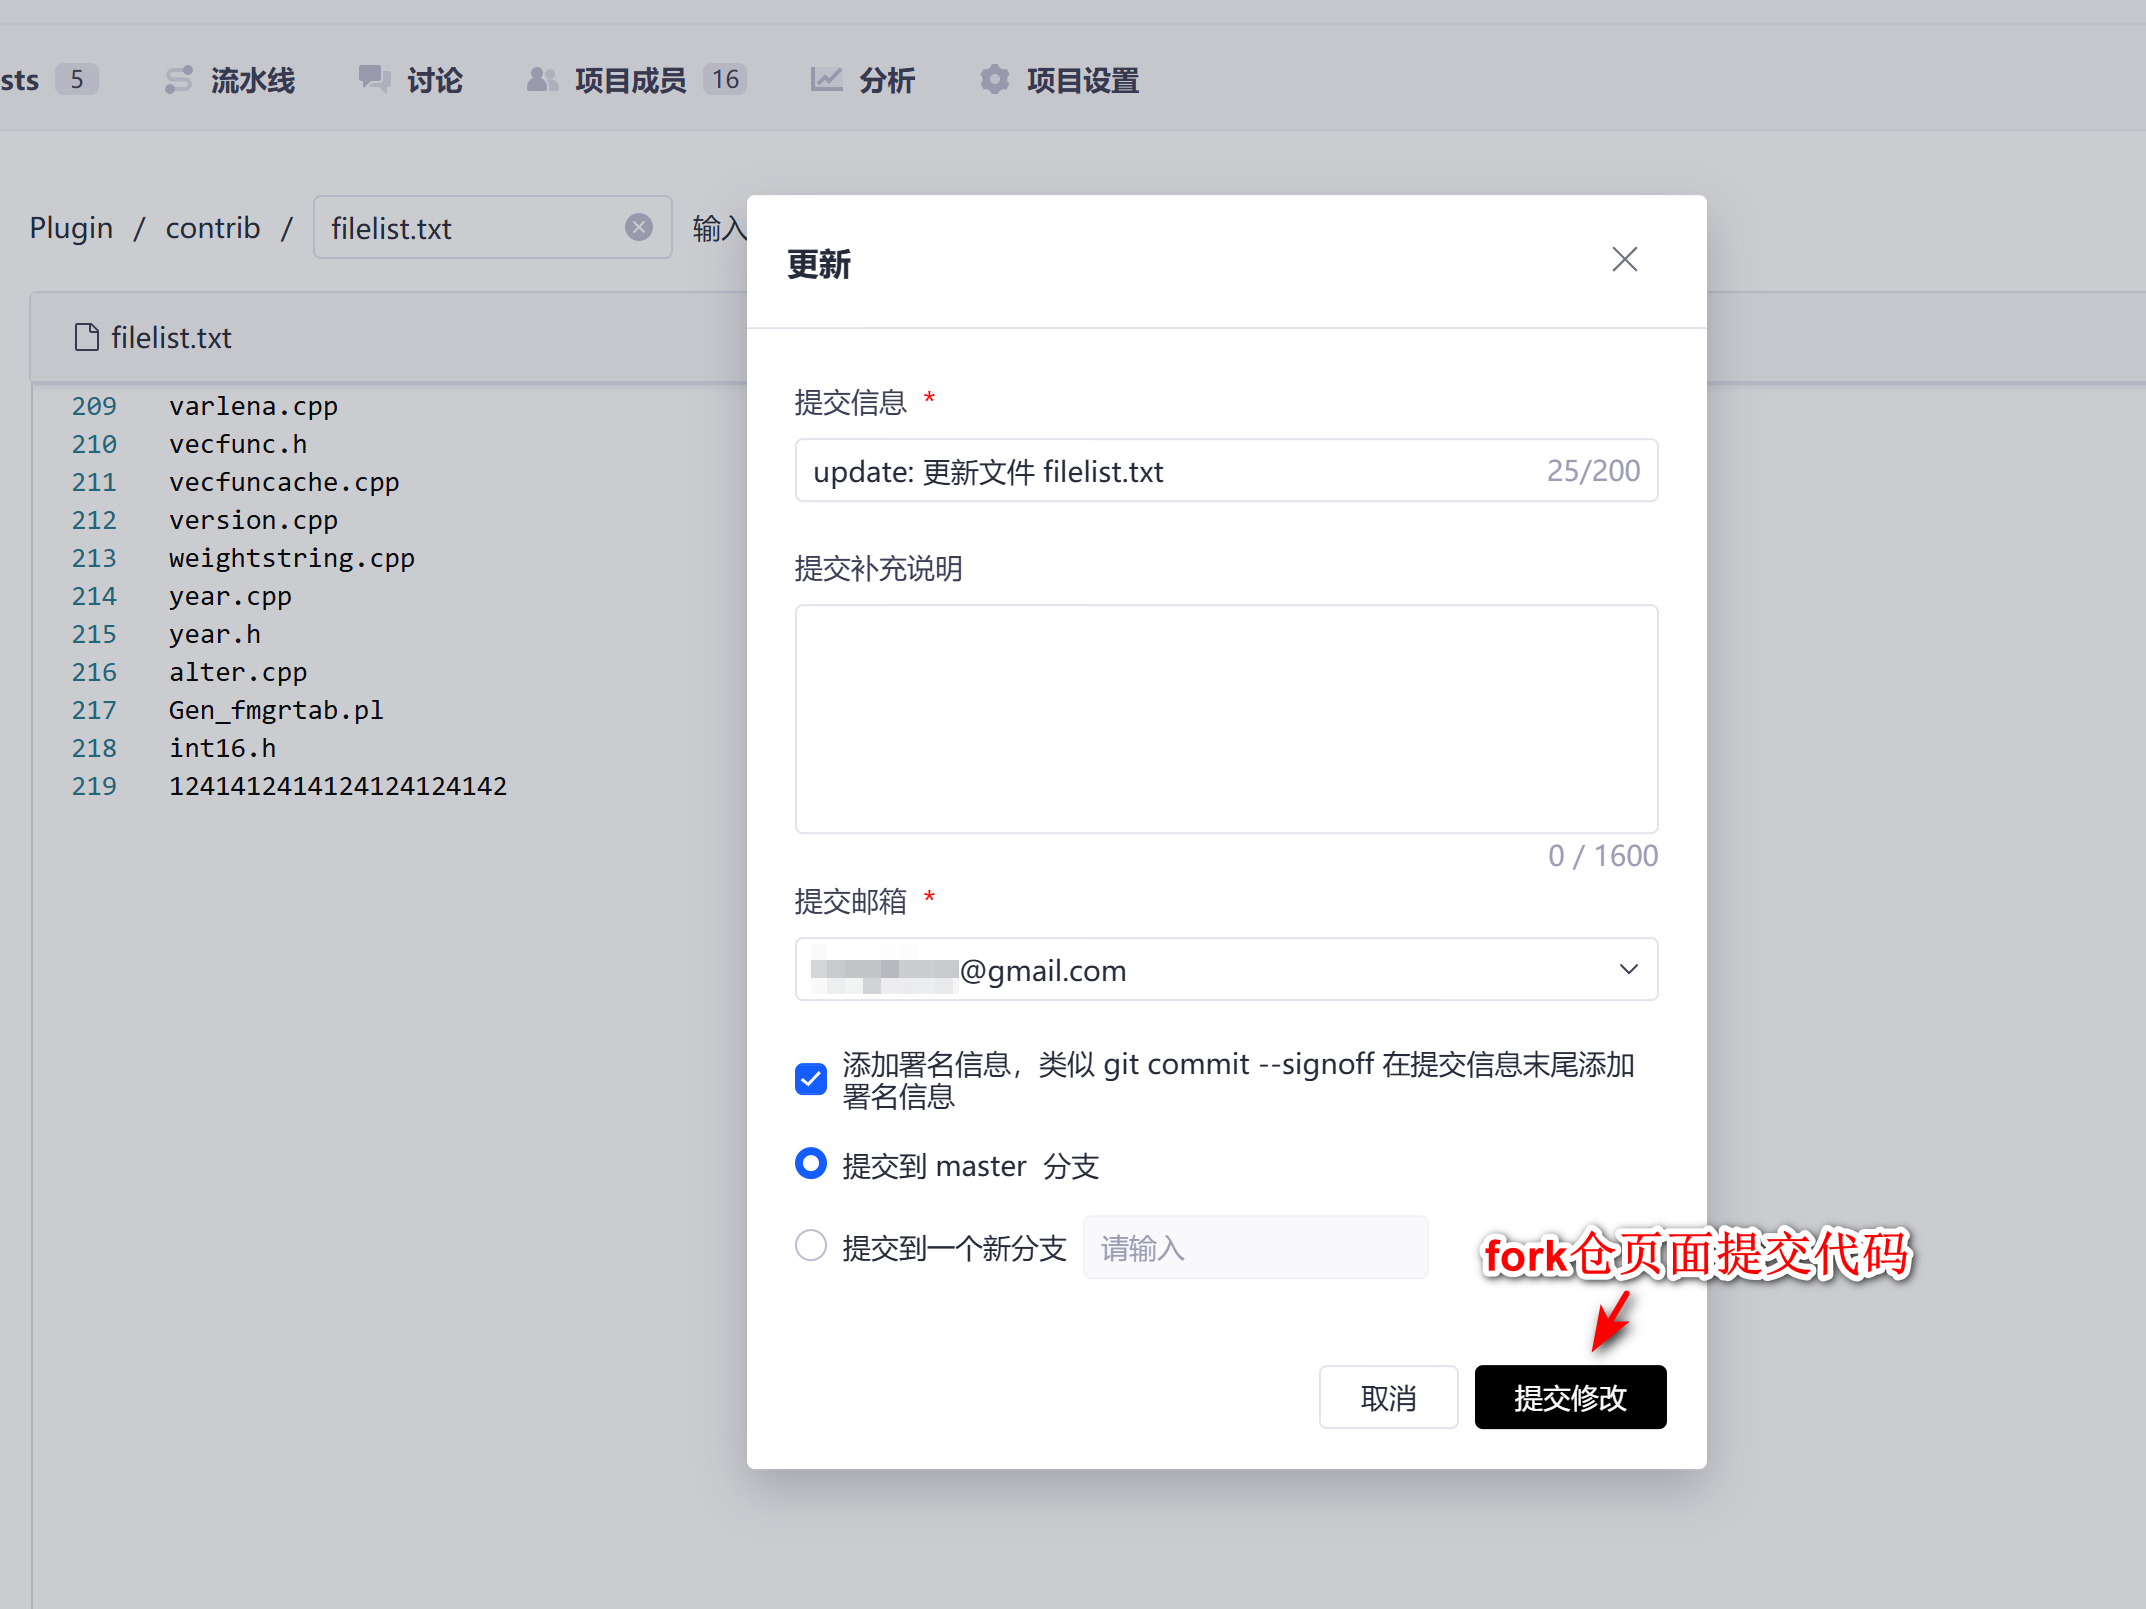 sts 5 流水线 讨论 项目成员 16 分析 项目设置
Plugin / contrib / filelist.txt 输入
filelist.txt
209 varlena.cpp
210 vecfunc.h
211 vecfuncache.cpp
212 version.cpp
213 weightstring.cpp
214 year.cpp
215 year.h
216 alter.cpp
217 Gen_fmgrtab.pl
218 int16.h
219 1241412414124124124142
更新
提交信息 *
update: 更新文件 filelist.txt 25/200
提交补充说明
0 / 1600
提交邮箱 *
@gmail.com
添加署名信息，类似 git commit --signoff 在提交信息末尾添加
署名信息
提交到 master 分支
提交到一个新分支 请输入
fork仓页面提交代码
取消 提交修改